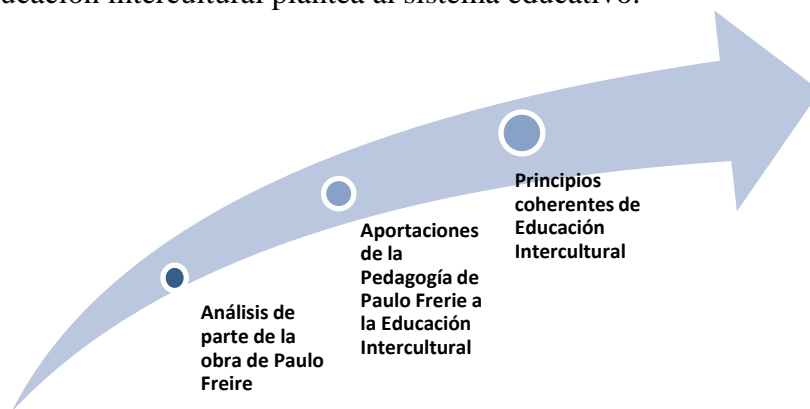 ucación intercultural plantea al sistema educativo.
Análisis de
parte de la
obra de Paulo
Freire
Aportaciones
de la
Pedagogía de
Paulo Frerie a
la Educación
Intercultural
Principios
coherentes de
Educación
Intercultural